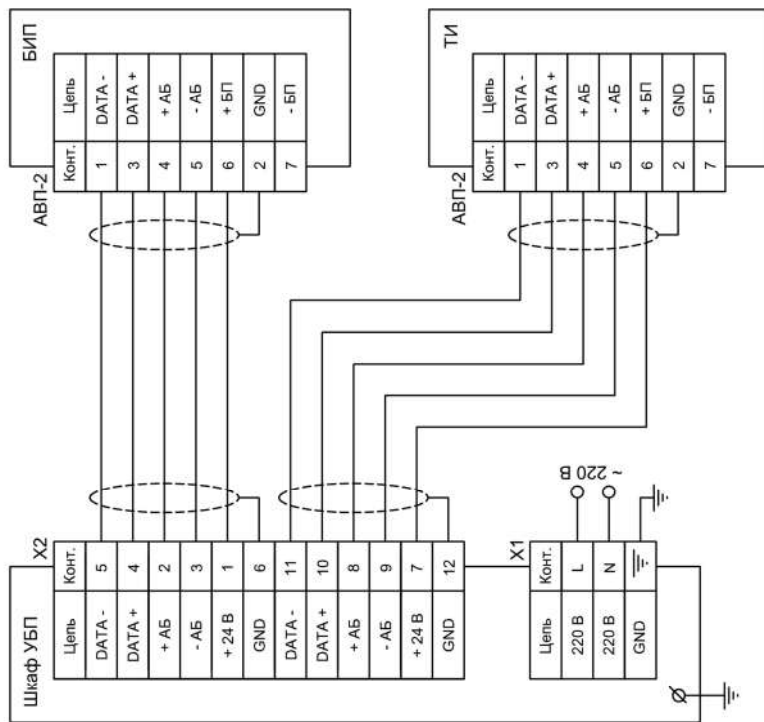 БИП
АВП-2
Конт. Цепь
1 DATA -
3 DATA +
4 + АБ
5 - АБ
6 + БП
2 GND
7 - БП
ТИ
АВП-2
Конт. Цепь
1 DATA -
3 DATA +
4 + АБ
5 - АБ
6 + БП
2 GND
7 - БП
Шкаф УБП
X2
Цепь Конт.
DATA - 5
DATA + 4
+ АБ 2
- АБ 3
+ 24 В 1
GND 6
DATA - 11
DATA + 10
+ АБ 8
- АБ 9
+ 24 В 7
GND 12
X1
Цепь Конт.
220 В L
220 В N
GND
~ 220 В